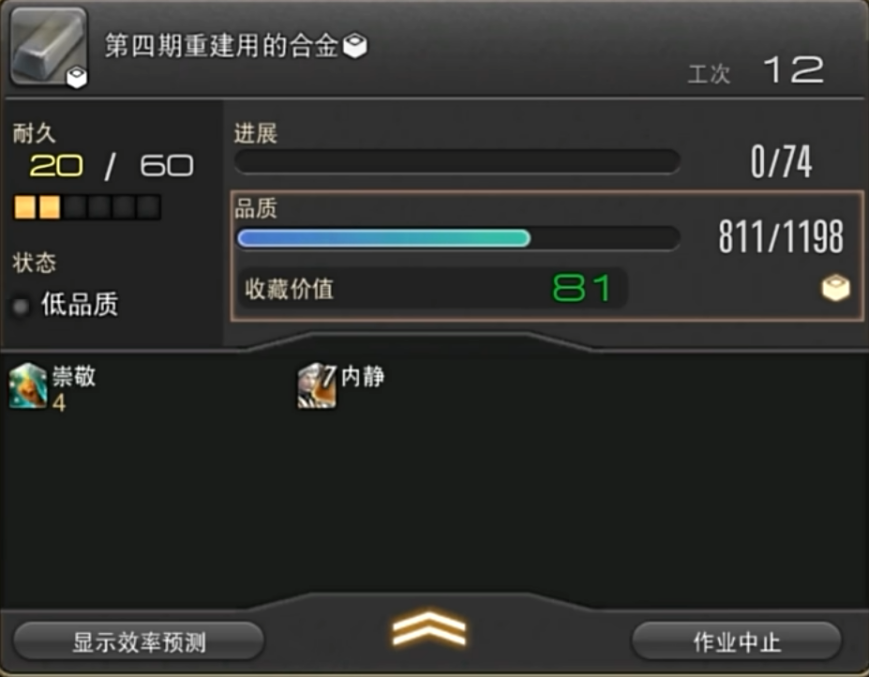 第四期重建用的合金
工次 12
耐久
20 / 60
进展
0/74
品质
811/1198
收藏价值 81
状态
低品质
崇敬
4
7 内静
显示效率预测
作业中止